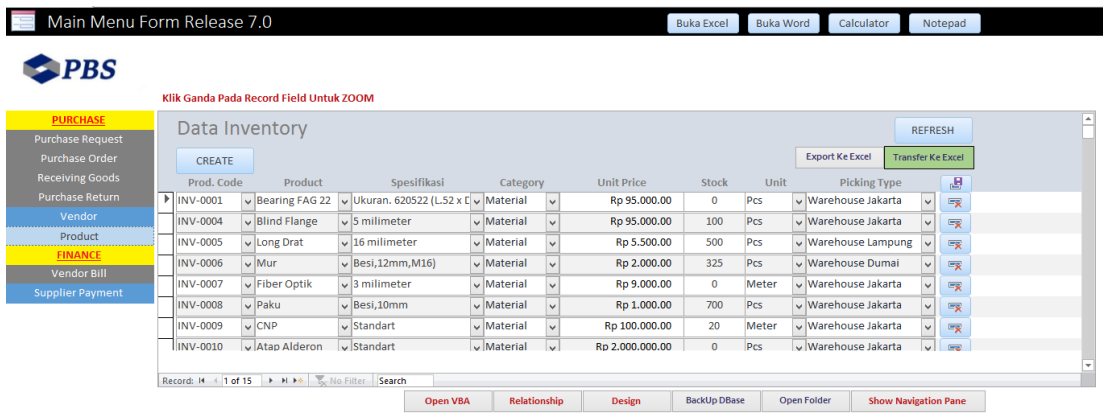 Main Menu Form Release 7.0
Buka Excel Buka Word Calculator Notepad
PBS
Klik Ganda Pada Record Field Untuk ZOOM
PURCHASE
Purchase Request
Purchase Order
Receiving Goods
Purchase Return
Vendor
Product
FINANCE
Vendor Bill
Supplier Payment
Data Inventory
REFRESH
CREATE
Export Ke Excel Transfer Ke Excel
Prod. Code Product Spesifikasi Category Unit Price Stock Unit Picking Type
INV-0001 Bearing FAG 22 Ukuran. 620522 (L.52 x D Material Rp 95.000.00 0 Pcs Warehouse Jakarta
INV-0004 Blind Flange 5 milimeter Material Rp 95.000.00 100 Pcs Warehouse Jakarta
INV-0005 Long Drat 16 milimeter Material Rp 5.500.00 500 Pcs Warehouse Lampung
INV-0006 Mur Besi,12mm,M16) Material Rp 2.000.00 325 Pcs Warehouse Dumai
INV-0007 Fiber Optik 3 milimeter Material Rp 9.000.00 0 Meter Warehouse Jakarta
INV-0008 Paku Besi,10mm Material Rp 1.000.00 700 Pcs Warehouse Jakarta
INV-0009 CNP Standart Material Rp 100.000.00 20 Meter Warehouse Jakarta
INV-0010 Atap Alderon Standart Material Rp 2.000.000.00 0 Pcs Warehouse Jakarta
Record: 1 of 15 No Filter Search
Open VBA Relationship Design BackUp DBase Open Folder Show Navigation Pane